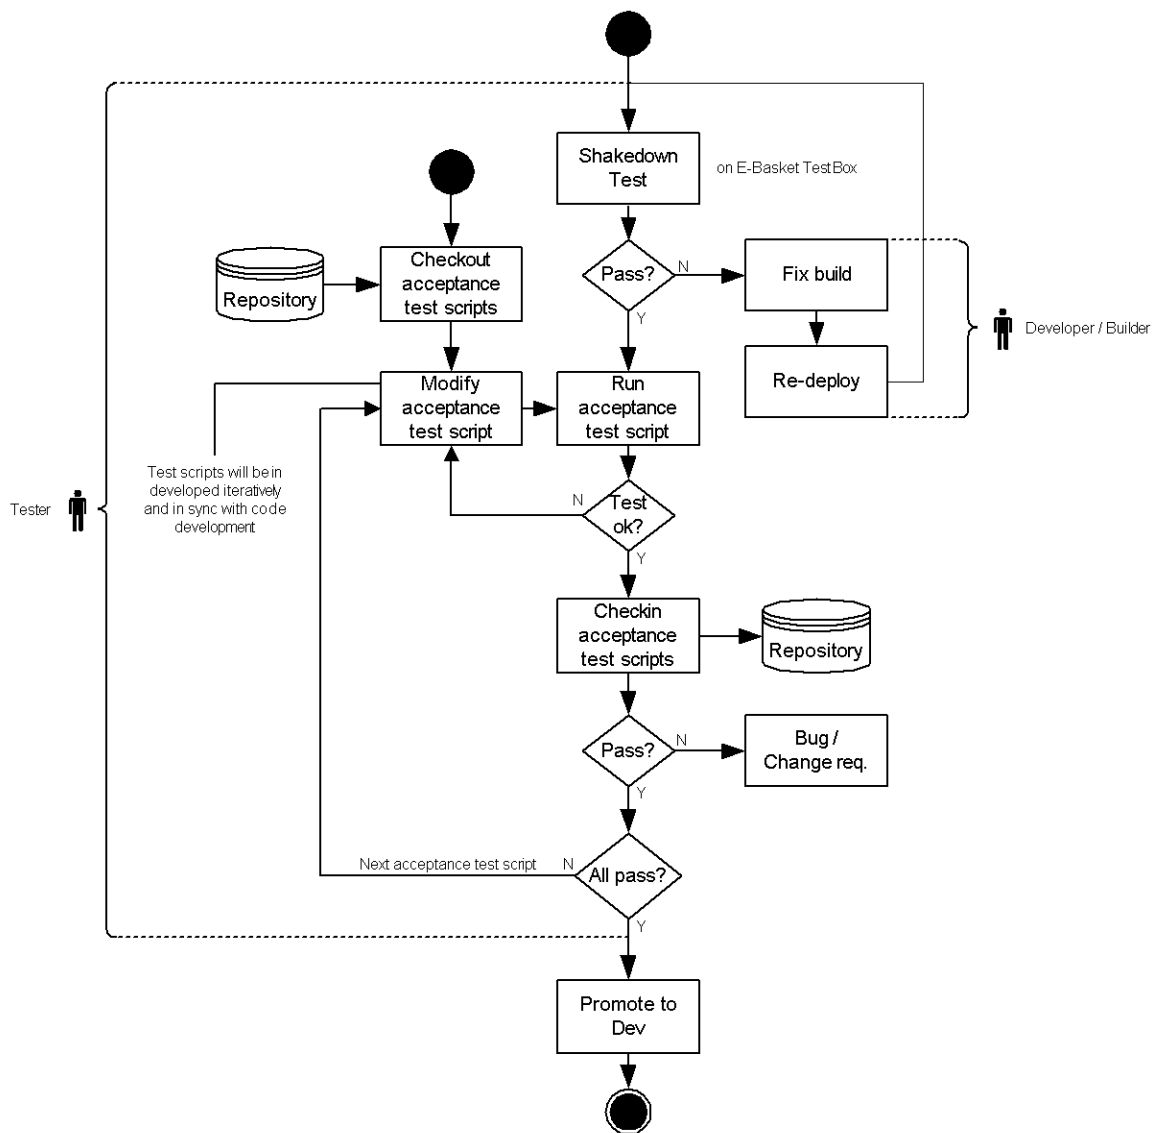 Shakedown
Test
on E-Basket TestBox
Pass?
N
Y
Fix build
Re-deploy
Developer / Builder
Repository
Checkout
acceptance
test scripts
Modify
acceptance
test script
Run
acceptance
test script
Test scripts will be in
developed iteratively
and in sync with code
development
Tester
N
Test
ok?
Y
Checkin
acceptance
test scripts
Repository
Pass?
N
Y
Bug /
Change req.
Next acceptance test script
N
All pass?
Y
Promote to
Dev